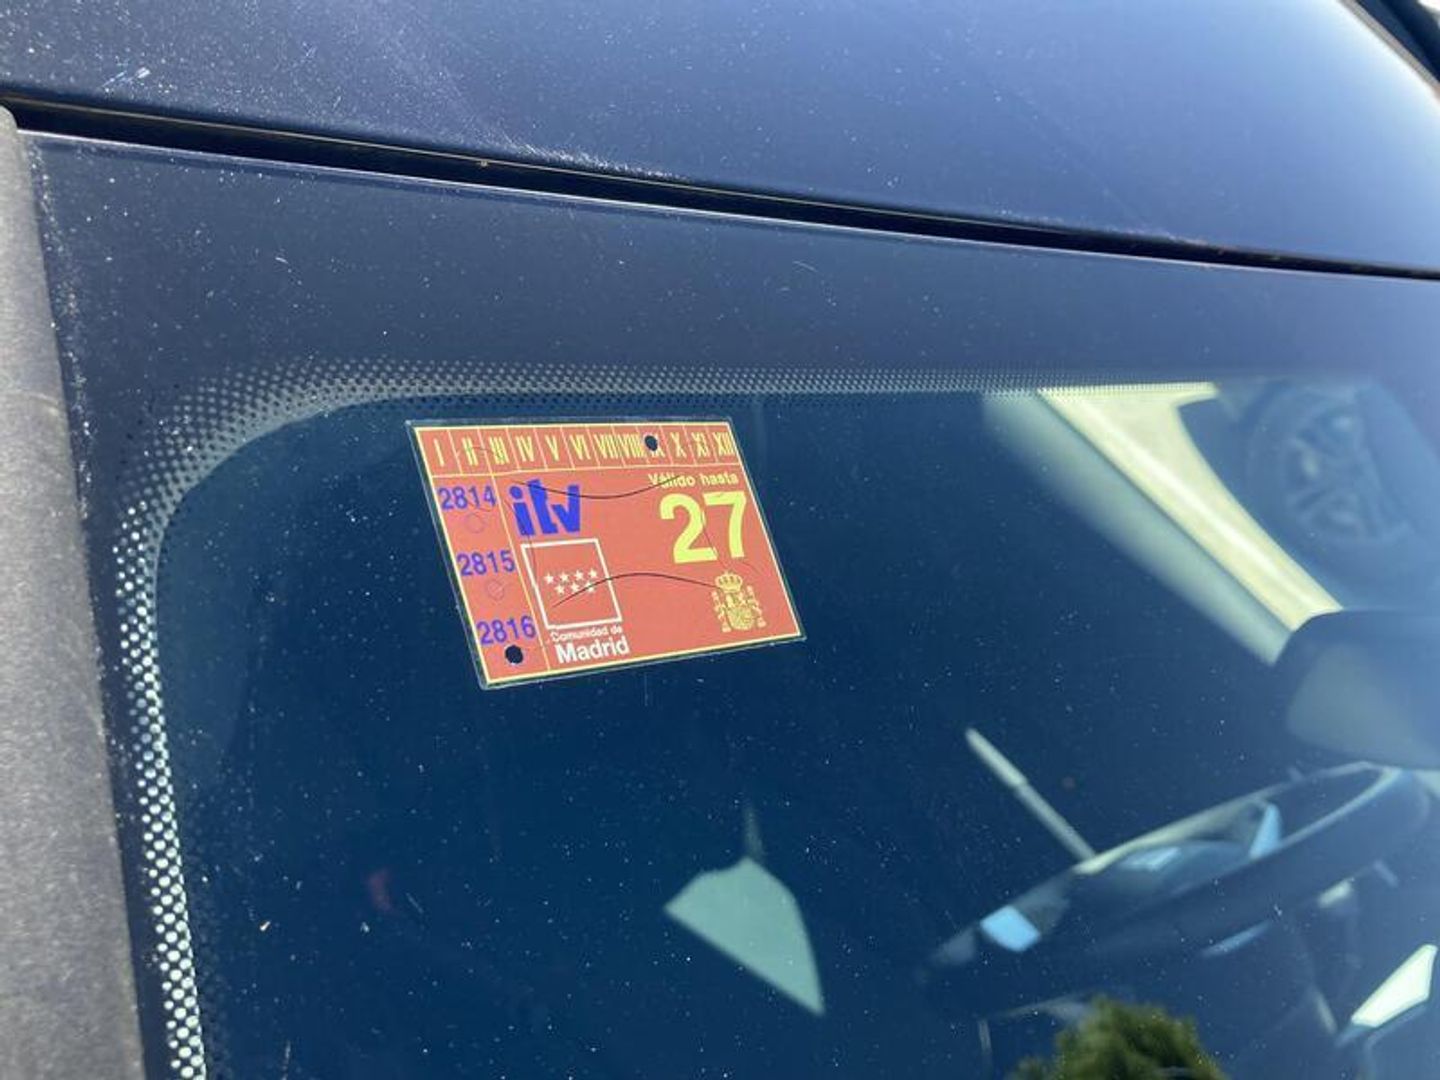 I II III IV V VI VII VIII IX X XI XII
2814
itv
Válido hasta
27
2815
2816
Comunidad de
Madrid